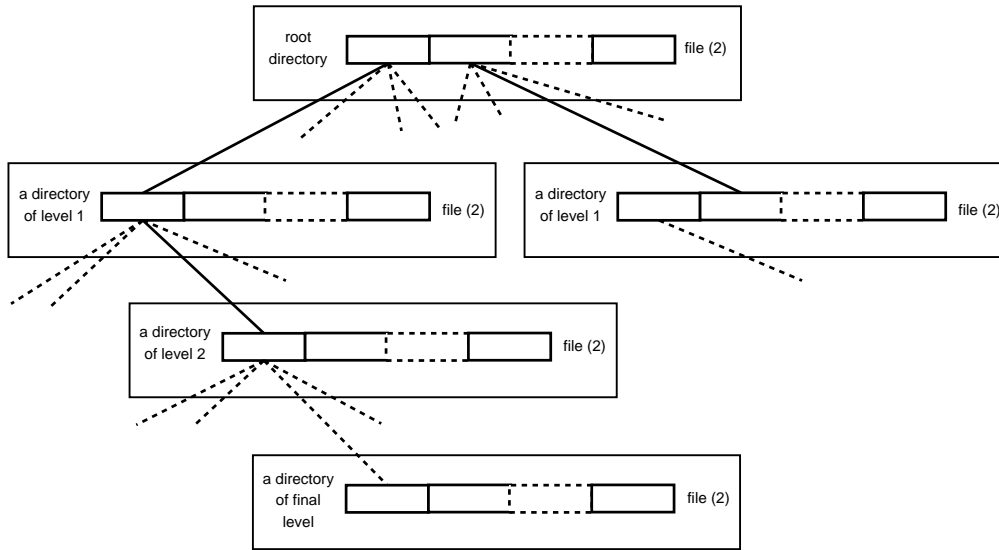 root
directory
file (2)
a directory
of level 1
file (2)
a directory
of level 1
file (2)
a directory
of level 2
file (2)
a directory
of final
level
file (2)